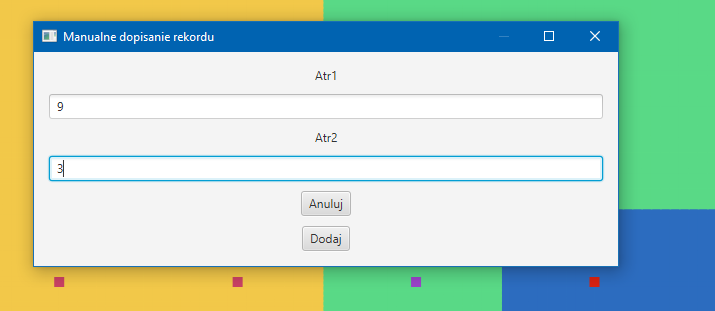 Manualne dopisanie rekordu
Atr1
9
Atr2
3
Anuluj
Dodaj